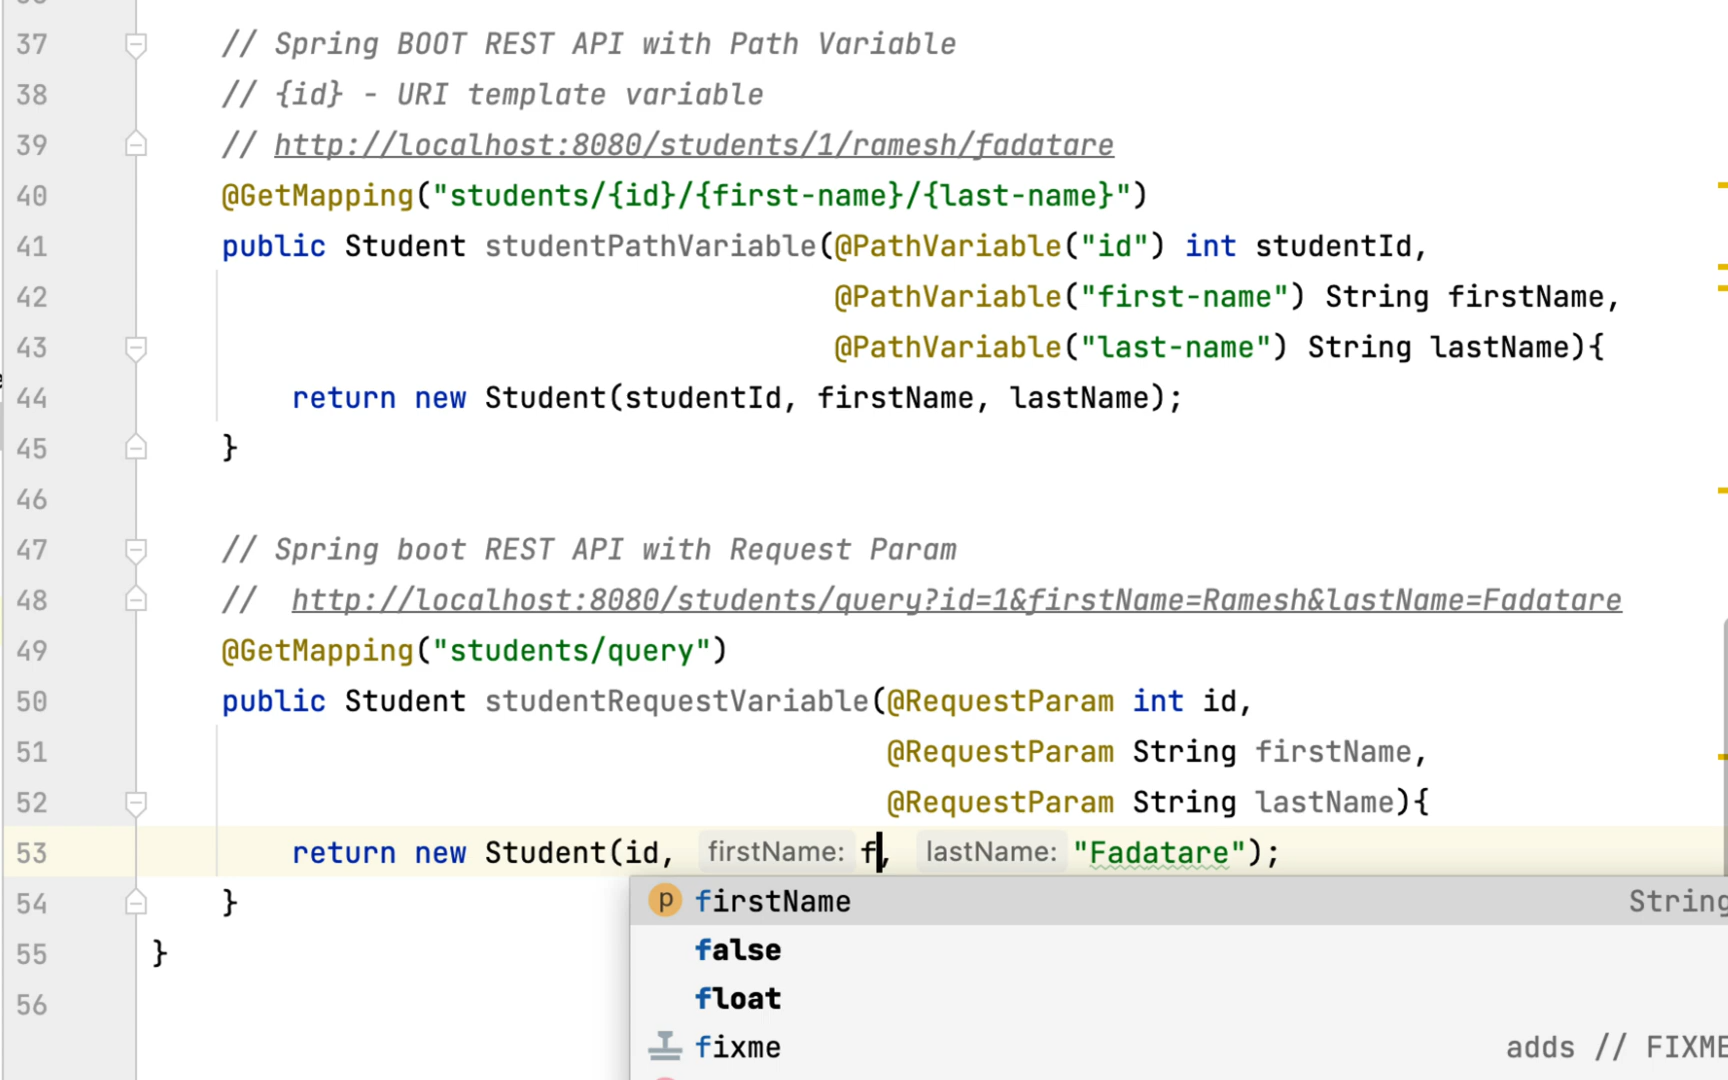 37 // Spring BOOT REST API with Path Variable
38 // {id} - URI template variable
39 // http://localhost:8080/students/1/ramesh/fadatare
40 @GetMapping("students/{id}/{first-name}/{last-name}")
41 public Student studentPathVariable(@PathVariable("id") int studentId,
42 @PathVariable("first-name") String firstName,
43 @PathVariable("last-name") String lastName){
44 return new Student(studentId, firstName, lastName);
45 }
46
47 // Spring boot REST API with Request Param
48 //  http://localhost:8080/students/query?id=1&firstName=Ramesh&lastName=Fadatare
49 @GetMapping("students/query")
50 public Student studentRequestVariable(@RequestParam int id,
51 @RequestParam String firstName,
52 @RequestParam String lastName){
53 return new Student(id, firstName: f, lastName: "Fadatare");
p firstName String
54 }
false
55 }
float
56
fixme adds // FIXME